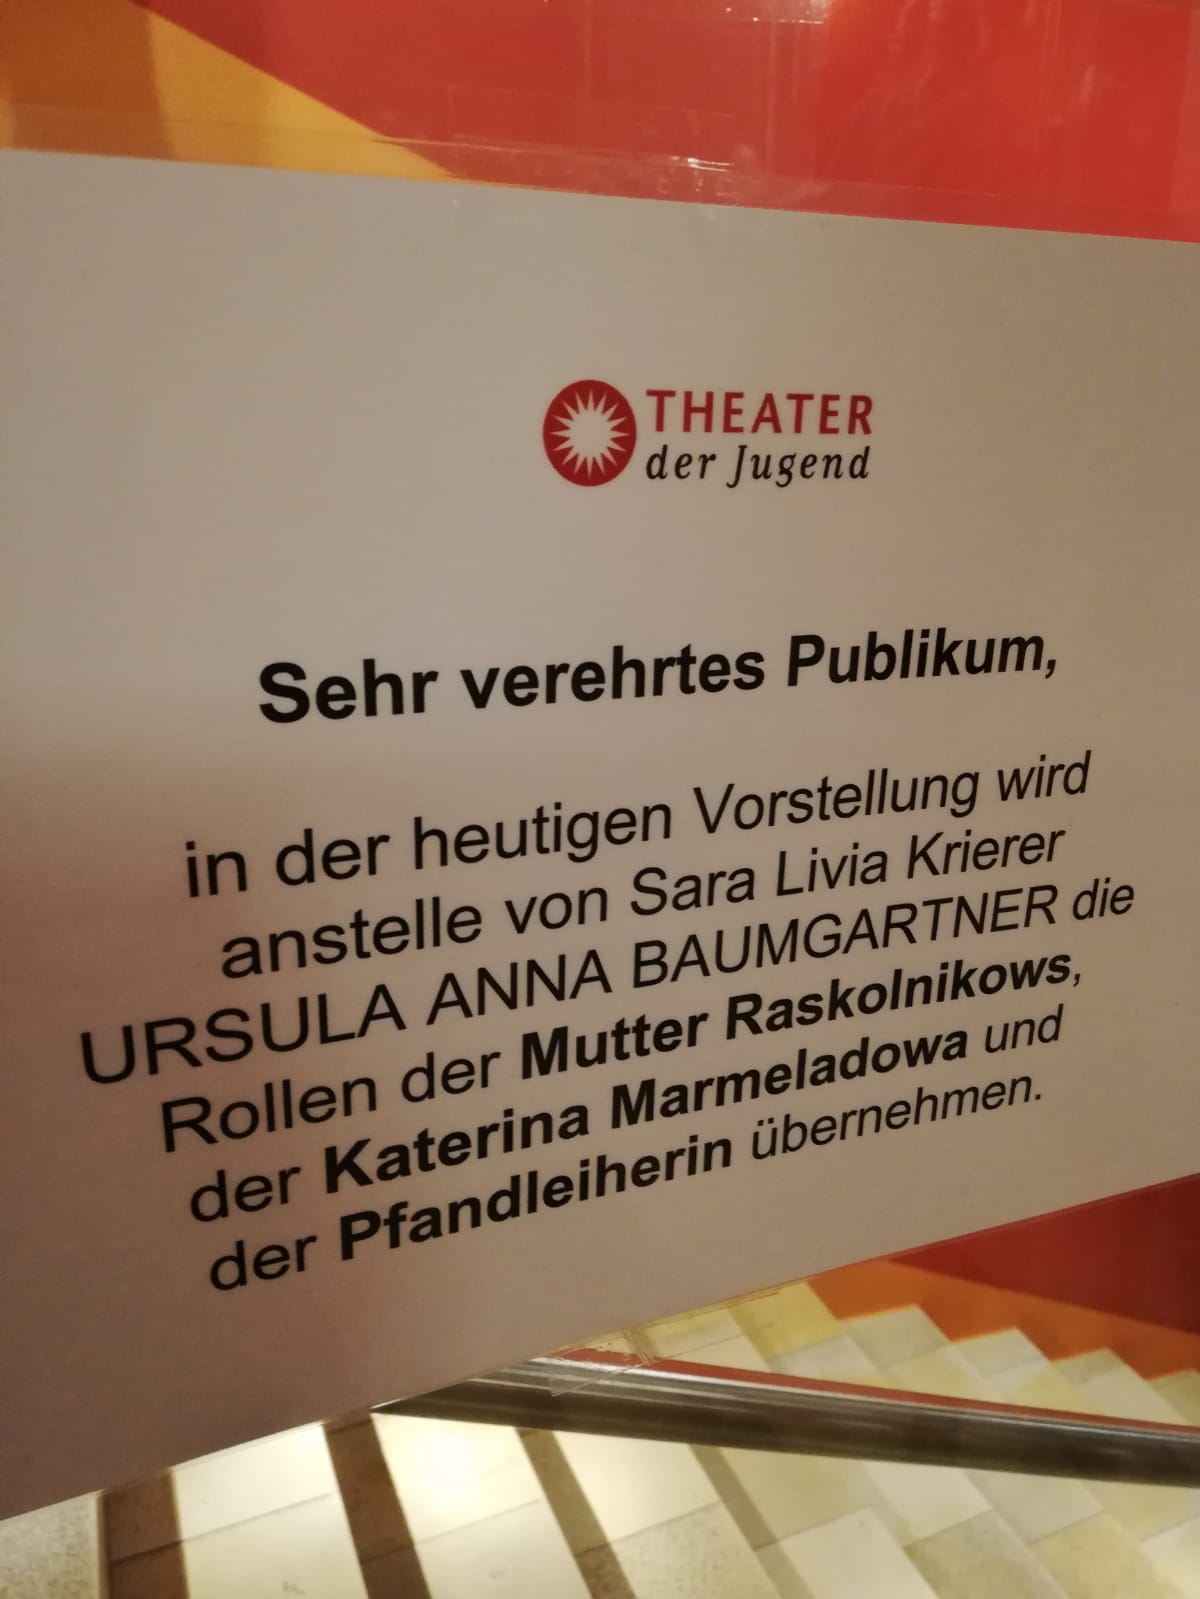 THEATER
der Jugend
Sehr verehrtes Publikum,
in der heutigen Vorstellung wird
anstelle von Sara Livia Krierer
URSULA ANNA BAUMGARTNER die
Rollen der Mutter Raskolnikows,
der Katerina Marmeladowa und
der Pfandleiherin übernehmen.